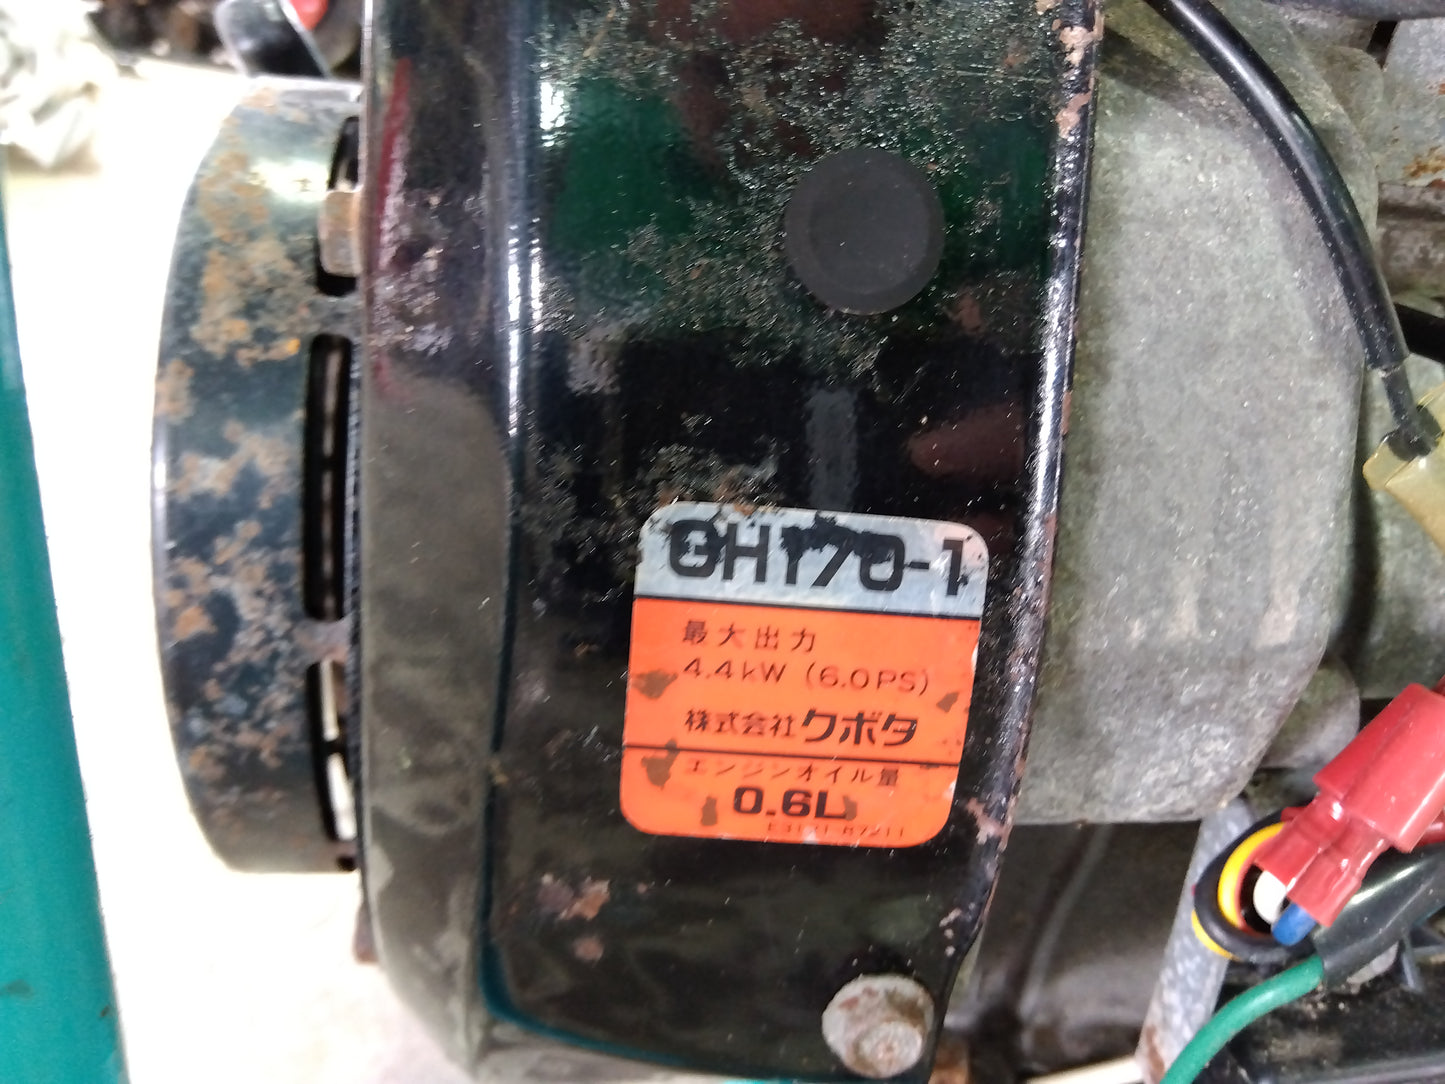 GH170-1
最大出力
4.4kW (6.0PS)
株式会社クボタ
エンジンオイル量
0.6L